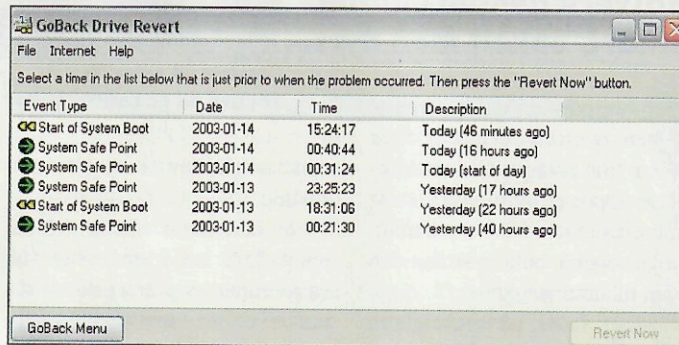 GoBack Drive Revert
File Internet Help
Select a time in the list below that is just prior to when the problem occurred. Then press the "Revert Now" button.
Event Type Date Time Description
Start of System Boot 2003-01-14 15:24:17 Today (46 minutes ago)
System Safe Point 2003-01-14 00:40:44 Today (16 hours ago)
System Safe Point 2003-01-14 00:31:24 Today (start of day)
System Safe Point 2003-01-13 23:25:23 Yesterday (17 hours ago)
Start of System Boot 2003-01-13 18:31:06 Yesterday (22 hours ago)
System Safe Point 2003-01-13 00:21:30 Yesterday (40 hours ago)
GoBack Menu Revert Now